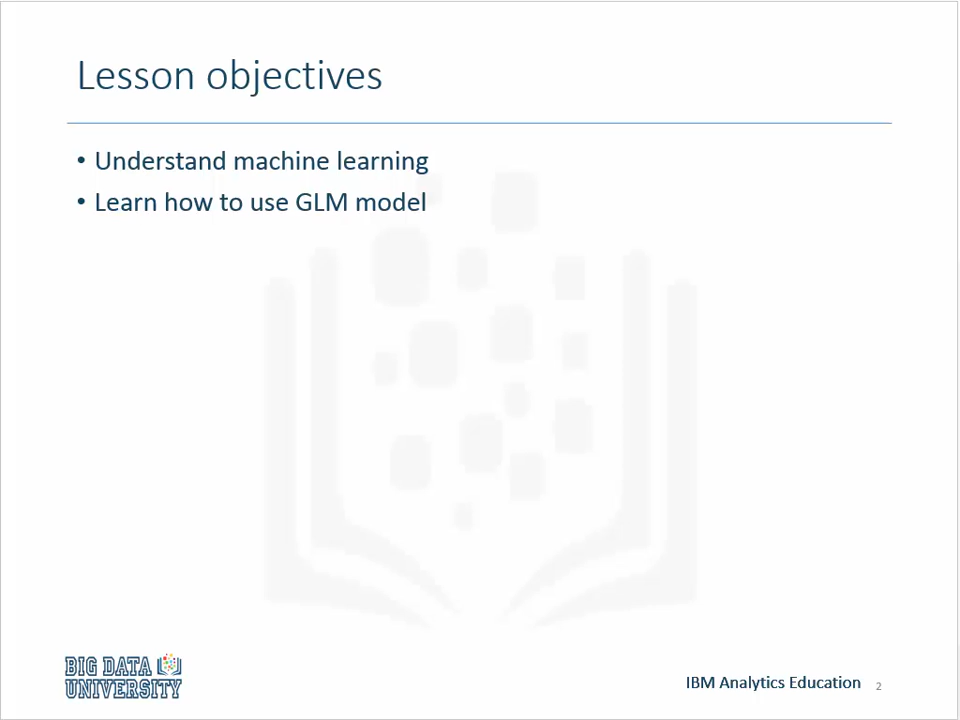 Lesson objectives
• Understand machine learning
• Learn how to use GLM model
BIG DATA
UNIVERSITY
IBM Analytics Education 2